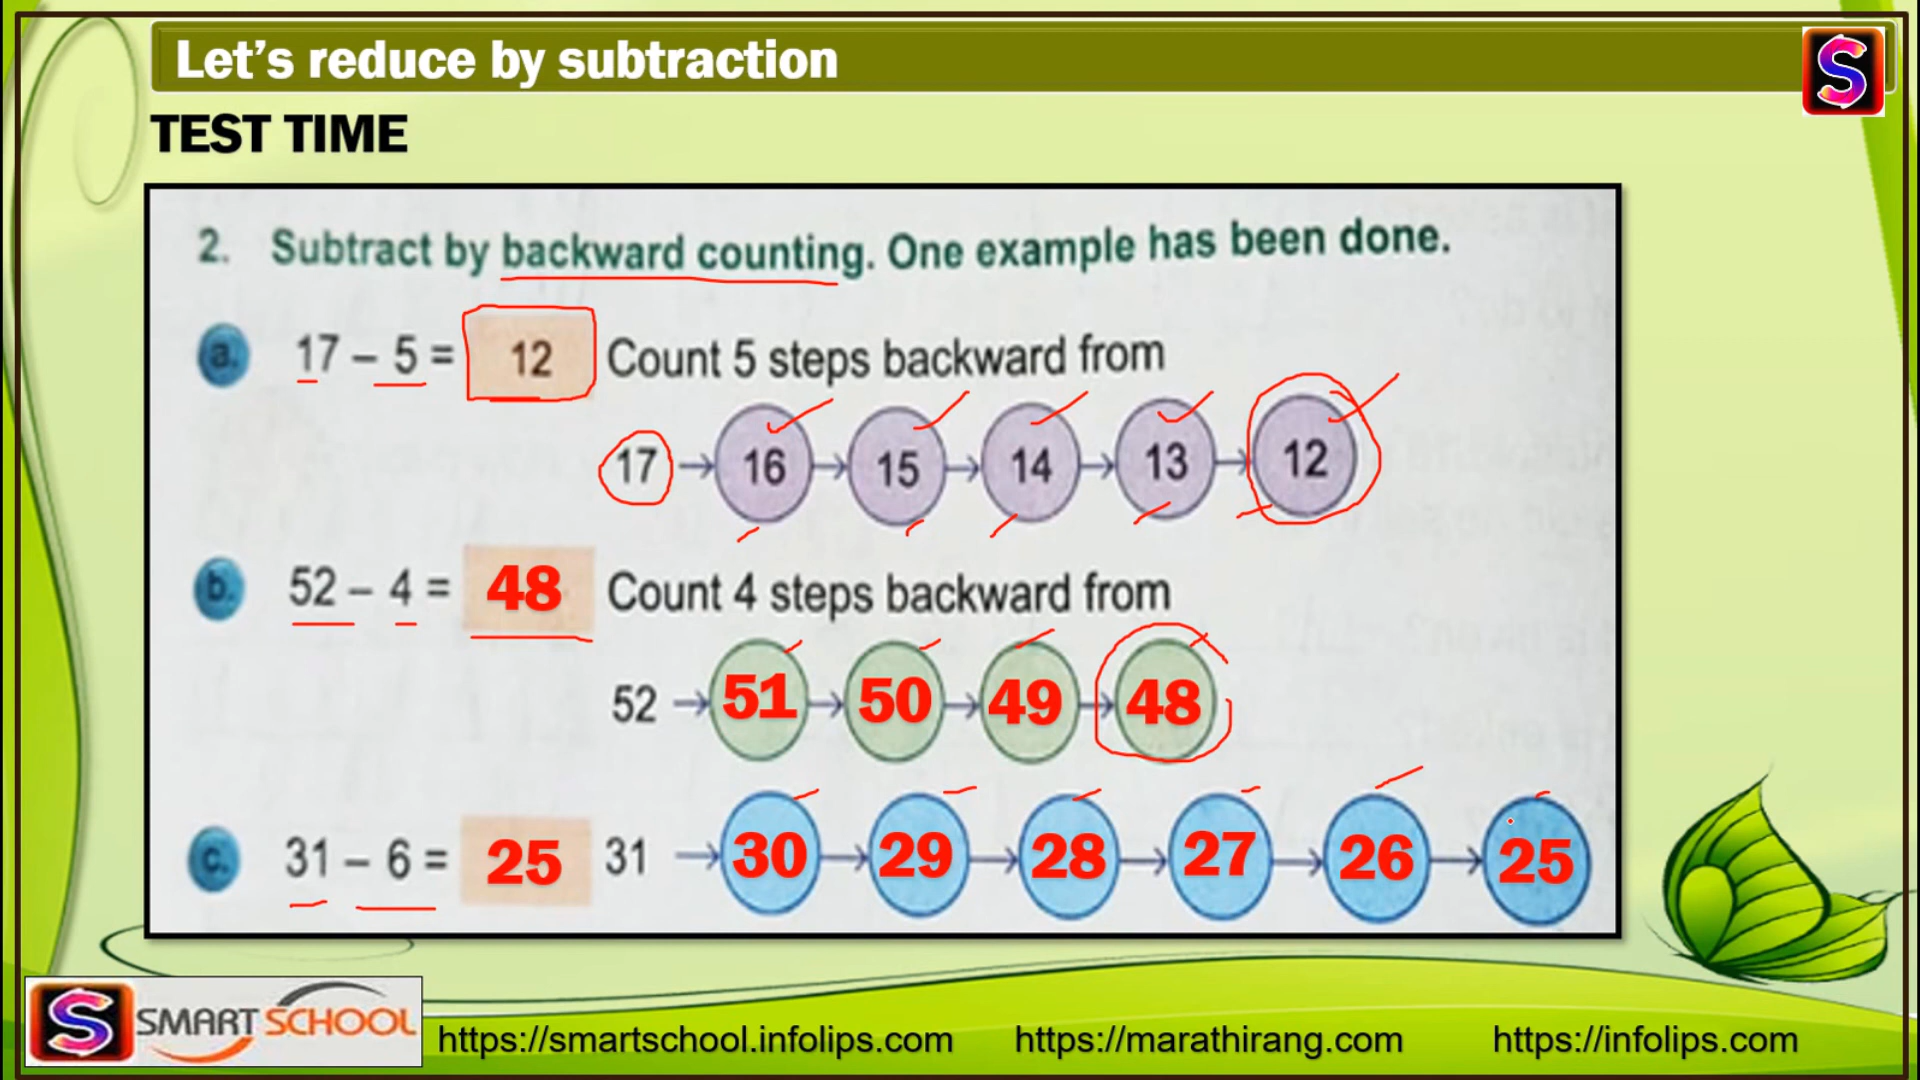 Let's reduce by subtraction
S
TEST TIME
2. Subtract by backward counting. One example has been done.
a. 17 – 5 = 12 Count 5 steps backward from
17 → 16 → 15 → 14 → 13 → 12
b. 52 – 4 = 48 Count 4 steps backward from
52 → 51 → 50 → 49 → 48
c. 31 – 6 = 25 31 → 30 → 29 → 28 → 27 → 26 → 25
S SMART SCHOOL
https://smartschool.infolips.com https://marathirang.com https://infolips.com